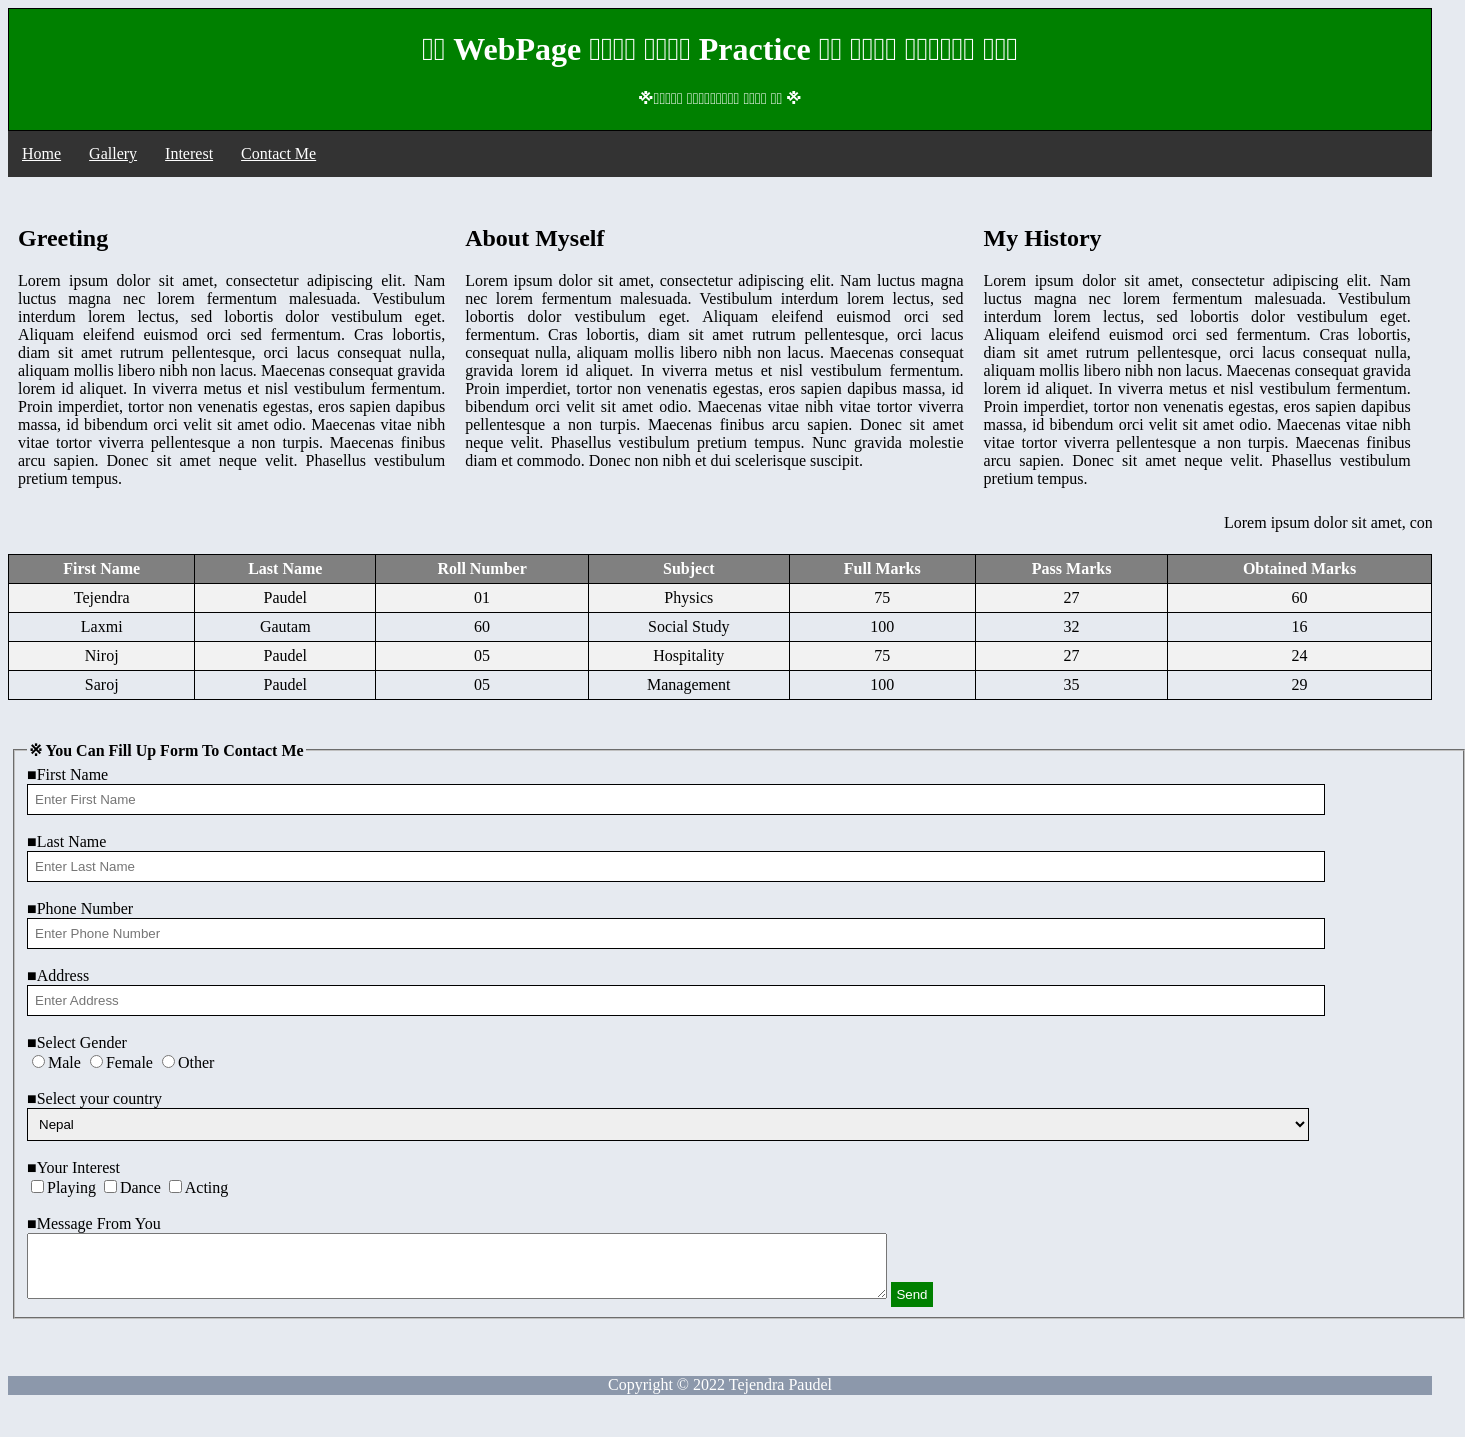 WebPage Practice
Home Gallery Interest Contact Me
Greeting
Lorem ipsum dolor sit amet, consectetur adipiscing elit. Nam
luctus magna nec lorem fermentum malesuada. Vestibulum
interdum lorem lectus, sed lobortis dolor vestibulum eget.
Aliquam eleifend euismod orci sed fermentum. Cras lobortis,
diam sit amet rutrum pellentesque, orci lacus consequat nulla,
aliquam mollis libero nibh non lacus. Maecenas consequat gravida
lorem id aliquet. In viverra metus et nisl vestibulum fermentum.
Proin imperdiet, tortor non venenatis egestas, eros sapien dapibus
massa, id bibendum orci velit sit amet odio. Maecenas vitae nibh
vitae tortor viverra pellentesque a non turpis. Maecenas finibus
arcu sapien. Donec sit amet neque velit. Phasellus vestibulum
pretium tempus.
About Myself
Lorem ipsum dolor sit amet, consectetur adipiscing elit. Nam luctus magna
nec lorem fermentum malesuada. Vestibulum interdum lorem lectus, sed
lobortis dolor vestibulum eget. Aliquam eleifend euismod orci sed
fermentum. Cras lobortis, diam sit amet rutrum pellentesque, orci lacus
consequat nulla, aliquam mollis libero nibh non lacus. Maecenas consequat
gravida lorem id aliquet. In viverra metus et nisl vestibulum fermentum.
Proin imperdiet, tortor non venenatis egestas, eros sapien dapibus massa, id
bibendum orci velit sit amet odio. Maecenas vitae nibh vitae tortor viverra
pellentesque a non turpis. Maecenas finibus arcu sapien. Donec sit amet
neque velit. Phasellus vestibulum pretium tempus. Nunc gravida molestie
diam et commodo. Donec non nibh et dui scelerisque suscipit.
My History
Lorem ipsum dolor sit amet, consectetur adipiscing elit. Nam
luctus magna nec lorem fermentum malesuada. Vestibulum
interdum lorem lectus, sed lobortis dolor vestibulum eget.
Aliquam eleifend euismod orci sed fermentum. Cras lobortis,
diam sit amet rutrum pellentesque, orci lacus consequat nulla,
aliquam mollis libero nibh non lacus. Maecenas consequat gravida
lorem id aliquet. In viverra metus et nisl vestibulum fermentum.
Proin imperdiet, tortor non venenatis egestas, eros sapien dapibus
massa, id bibendum orci velit sit amet odio. Maecenas vitae nibh
vitae tortor viverra pellentesque a non turpis. Maecenas finibus
arcu sapien. Donec sit amet neque velit. Phasellus vestibulum
pretium tempus.
Lorem ipsum dolor sit amet, con
First Name Last Name Roll Number Subject Full Marks Pass Marks Obtained Marks
Tejendra Paudel 01 Physics 75 27 60
Laxmi Gautam 60 Social Study 100 32 16
Niroj Paudel 05 Hospitality 75 27 24
Saroj Paudel 05 Management 100 35 29
※ You Can Fill Up Form To Contact Me
■First Name
Enter First Name
■Last Name
Enter Last Name
■Phone Number
Enter Phone Number
■Address
Enter Address
■Select Gender
Male Female Other
■Select your country
Nepal
■Your Interest
Playing Dance Acting
■Message From You
Send
Copyright © 2022 Tejendra Paudel